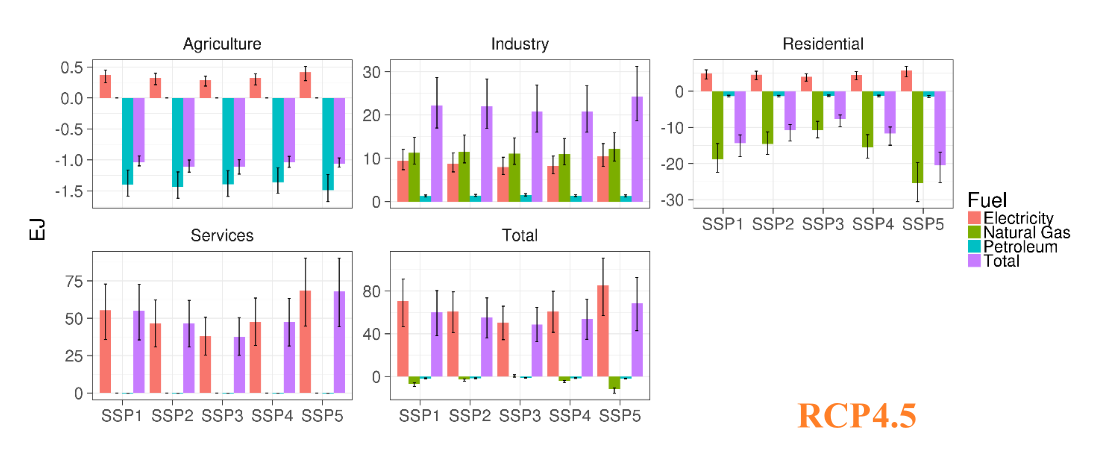 Agriculture
Industry
Residential
0.5
0.0
-0.5
-1.0
-1.5
30
20
10
0
0
-10
-20
-30
SSP1 SSP2 SSP3 SSP4 SSP5
EJ
Fuel
Electricity
Natural Gas
Petroleum
Total
Services
Total
75
50
25
0
80
40
0
SSP1 SSP2 SSP3 SSP4 SSP5
SSP1 SSP2 SSP3 SSP4 SSP5
RCP4.5